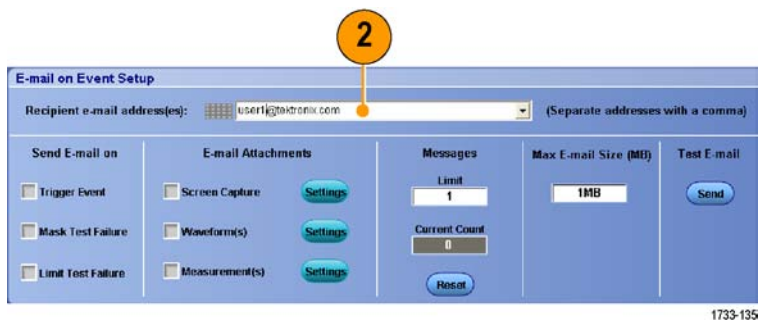 2
E-mail on Event Setup
Recipient e-mail address(es): user1@tektronix.com (Separate addresses with a comma)
Send E-mail on E-mail Attachments Messages Max E-mail Size (MB) Test E-mail
Limit
Trigger Event Screen Capture Settings 1 1MB Send
Mask Test Failure Waveform(s) Settings Current Count
0
Limit Test Failure Measurement(s) Settings
Reset
1733-135